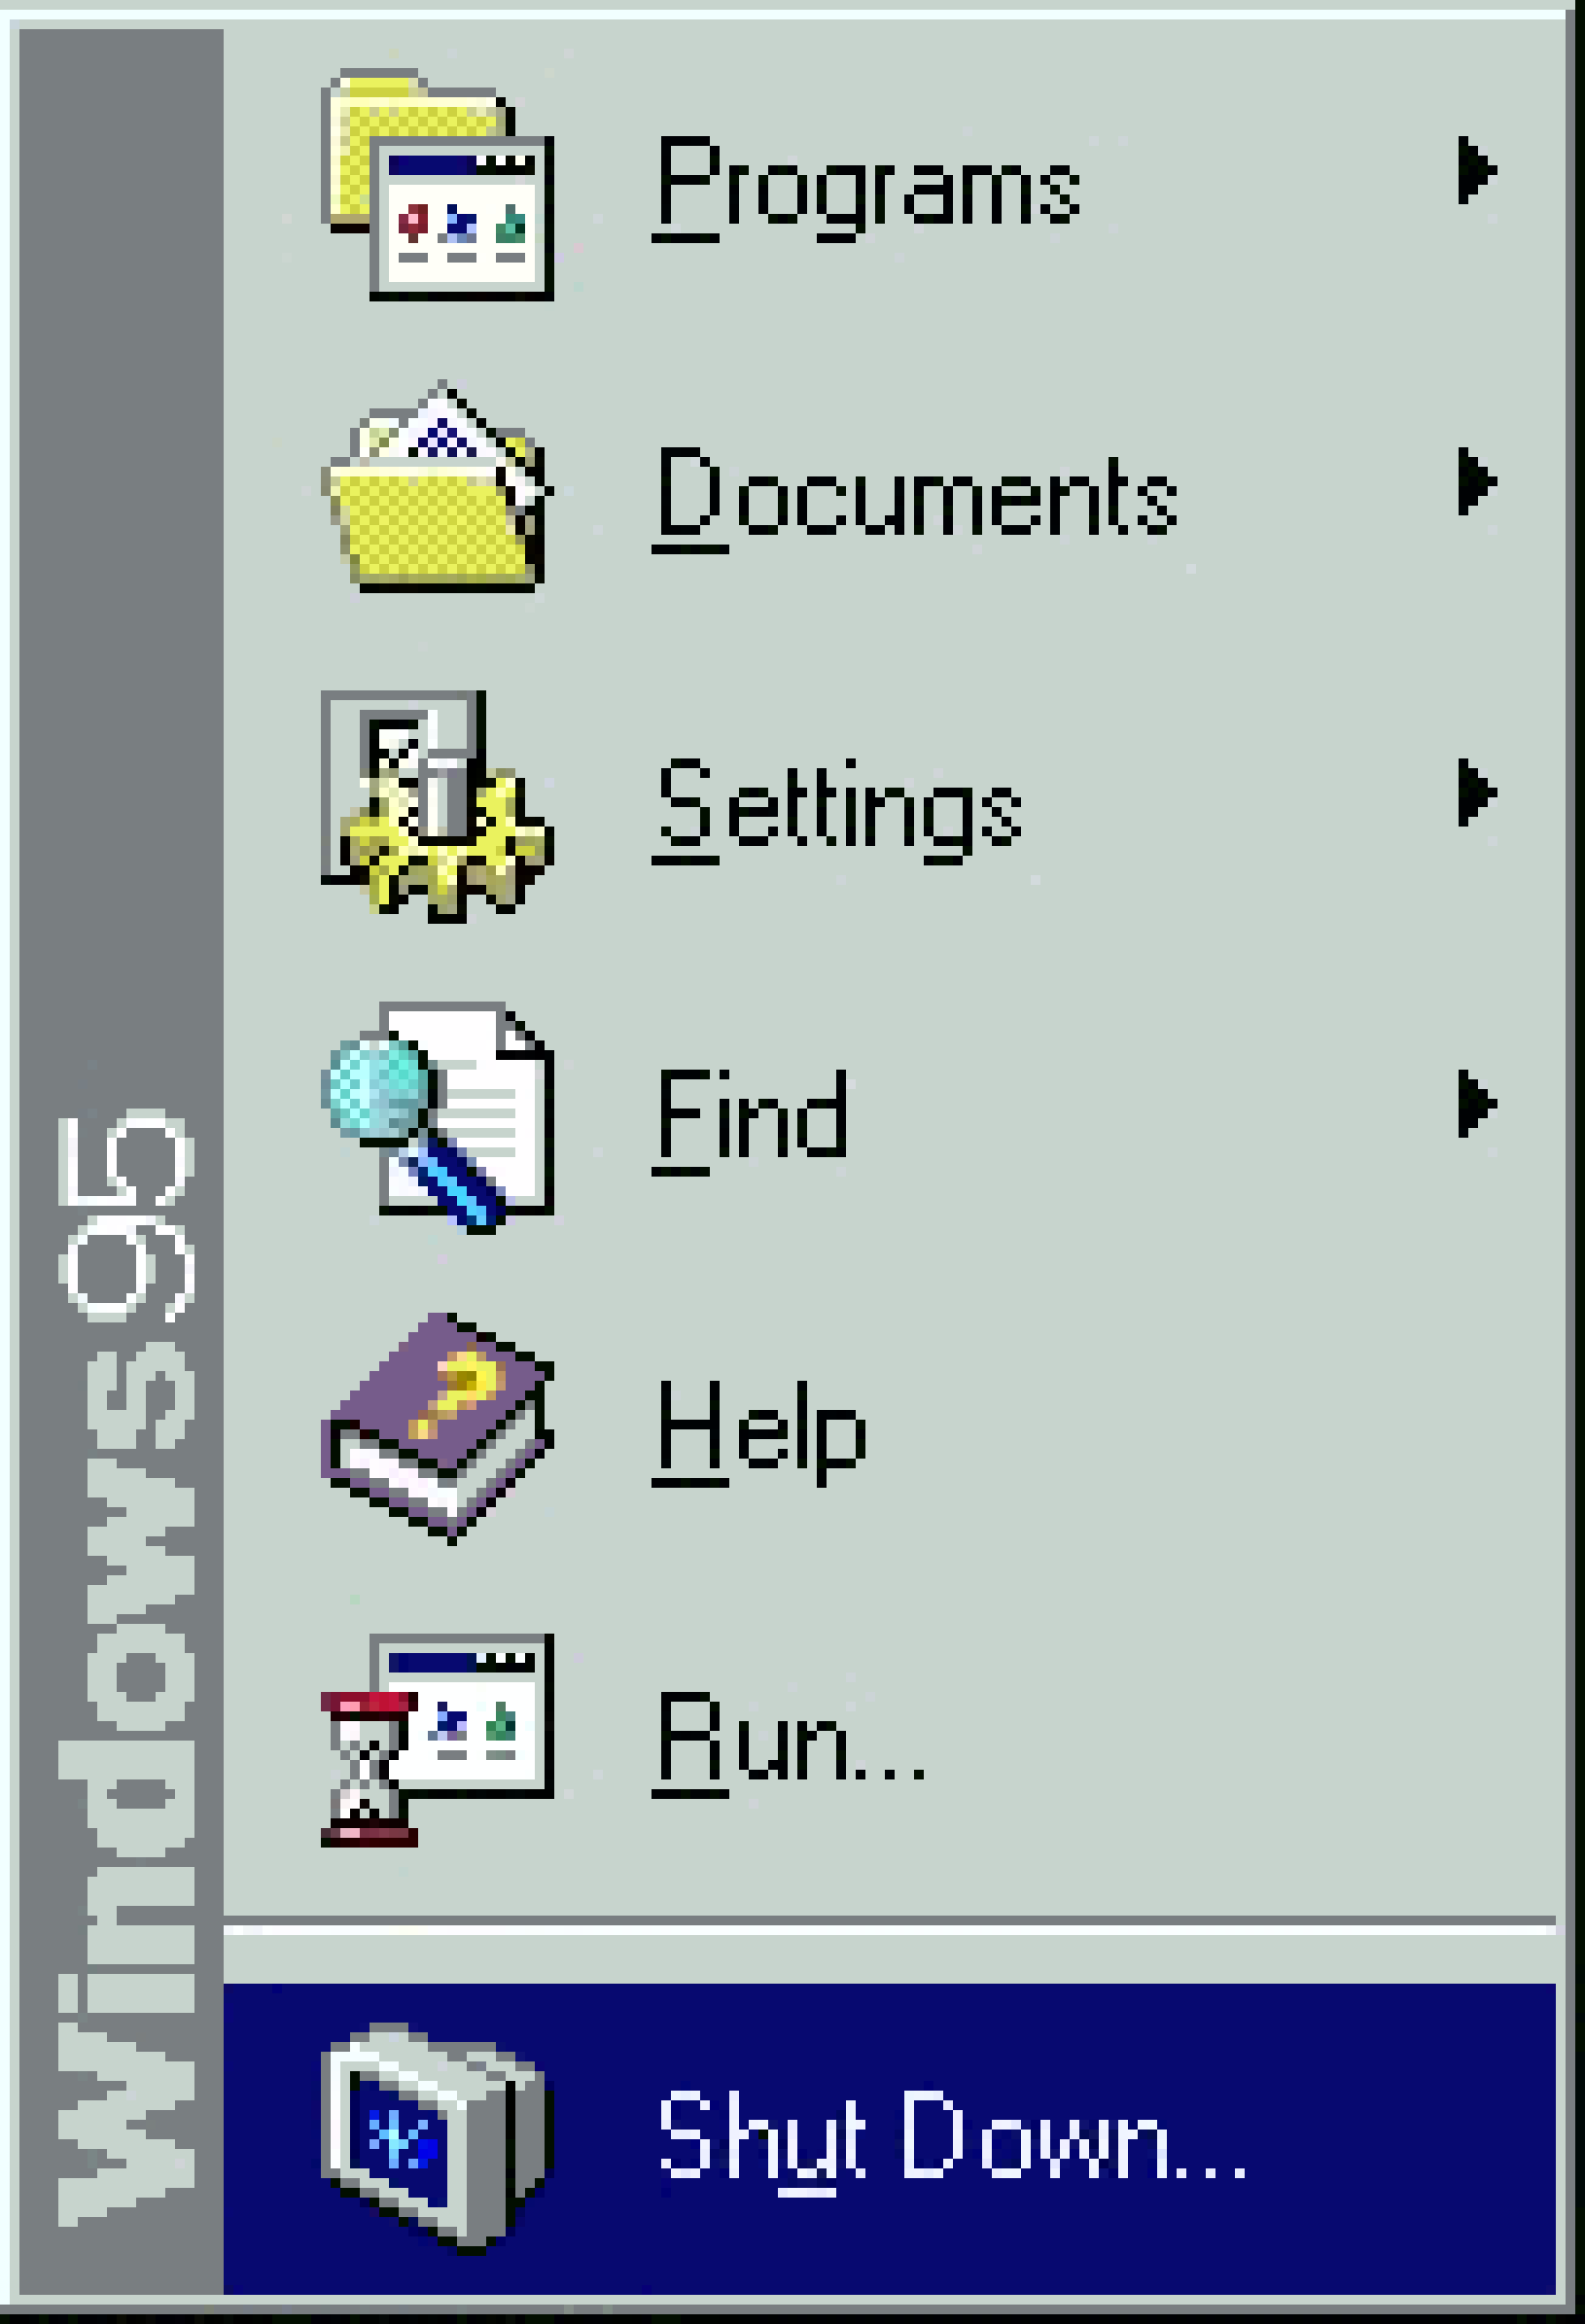 Programs
Documents
Settings
Find
Help
Run...
Shut Down...
Windows95